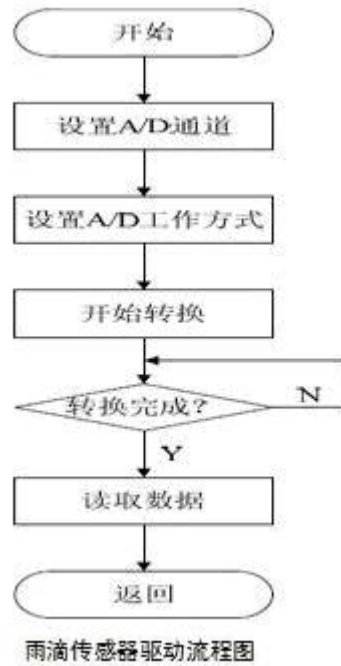 开始
设置A/D通道
设置A/D工作方式
开始转换
转换完成?
N
Y
读取数据
返回
雨滴传感器驱动流程图